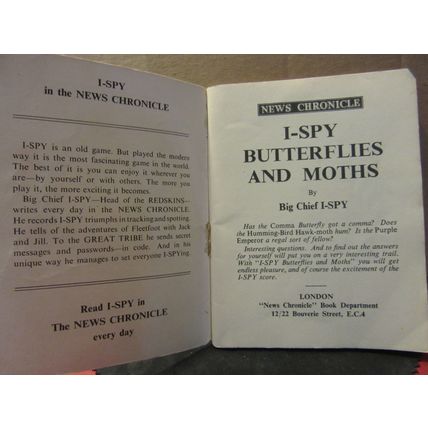 I-SPY
in the NEWS CHRONICLE
I-SPY is an old game. But played the modern
way it is the most fascinating game in the world.
The best of it is you can enjoy it wherever you
are—by yourself or with others. The more you
play it, the more exciting it becomes.
Big Chief I-SPY—Head of the REDSKINS—
writes every day in the NEWS CHRONICLE.
He records I-SPY triumphs in tracking and spotting.
He tells of the adventures of Fleetfoot with Jack
and Jill. To the GREAT TRIBE he sends secret
messages and passwords—in code. And in his
unique way he manages to set everyone I-SPYing.
Read I-SPY in
The NEWS CHRONICLE
every day
NEWS CHRONICLE
I-SPY
BUTTERFLIES
AND MOTHS
By
Big Chief I-SPY
Has the Comma Butterfly got a comma? Does
the Humming-Bird Hawk-moth hum? Is the Purple
Emperor a regal sort of fellow?
Interesting questions. And to find out the answers
for yourself will put you on a very interesting trail.
With "I-SPY Butterflies and Moths" you will get
endless pleasure, and of course the excitement of the
I-SPY score.
LONDON
"News Chronicle" Book Department
12/22 Bouverie Street, E.C.4